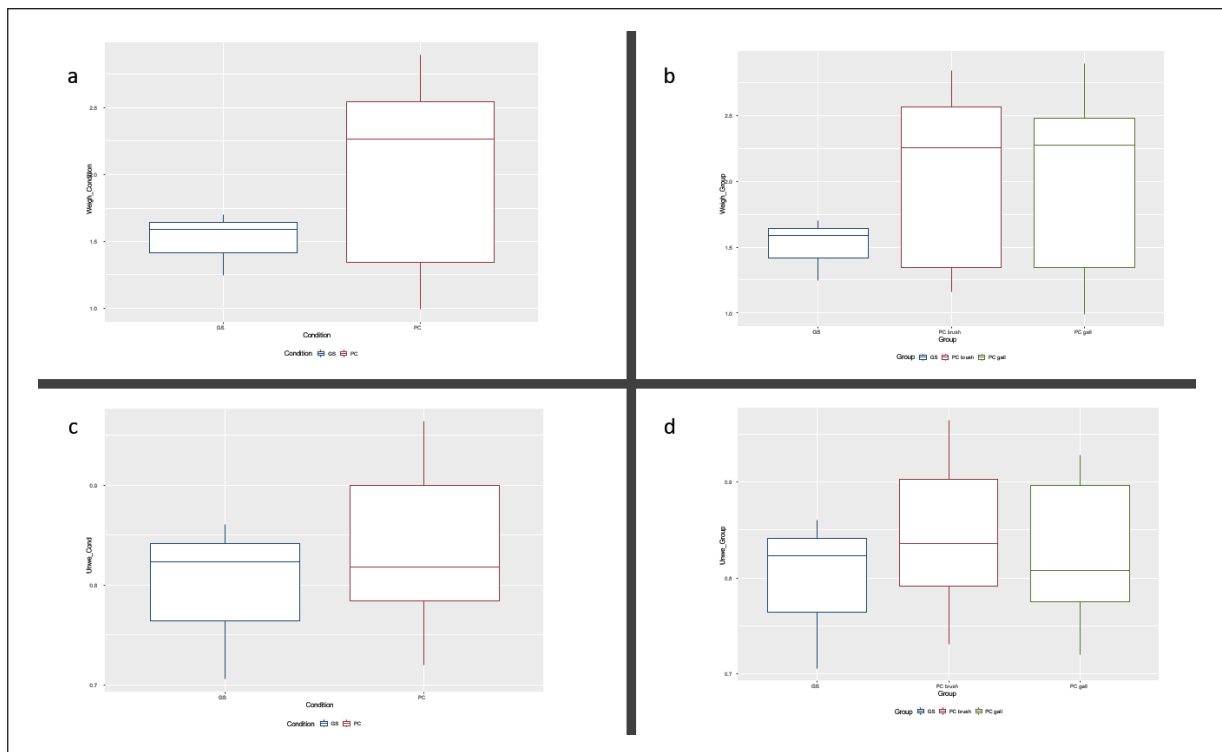 a
Weigh_Condition
2.5
2.0
1.5
1.0
GS
PC
Condition
Condition GS PC
b
Weigh_Group
2.5
2.0
1.5
1.0
GS
PC brush
PC gall
Group
Group GS PC brush PC gall
c
Unwe_Cond
0.9
0.8
0.7
GS
PC
Condition
Condition GS PC
d
Unwe_Group
0.9
0.8
0.7
GS
PC brush
PC gall
Group
Group GS PC brush PC gall